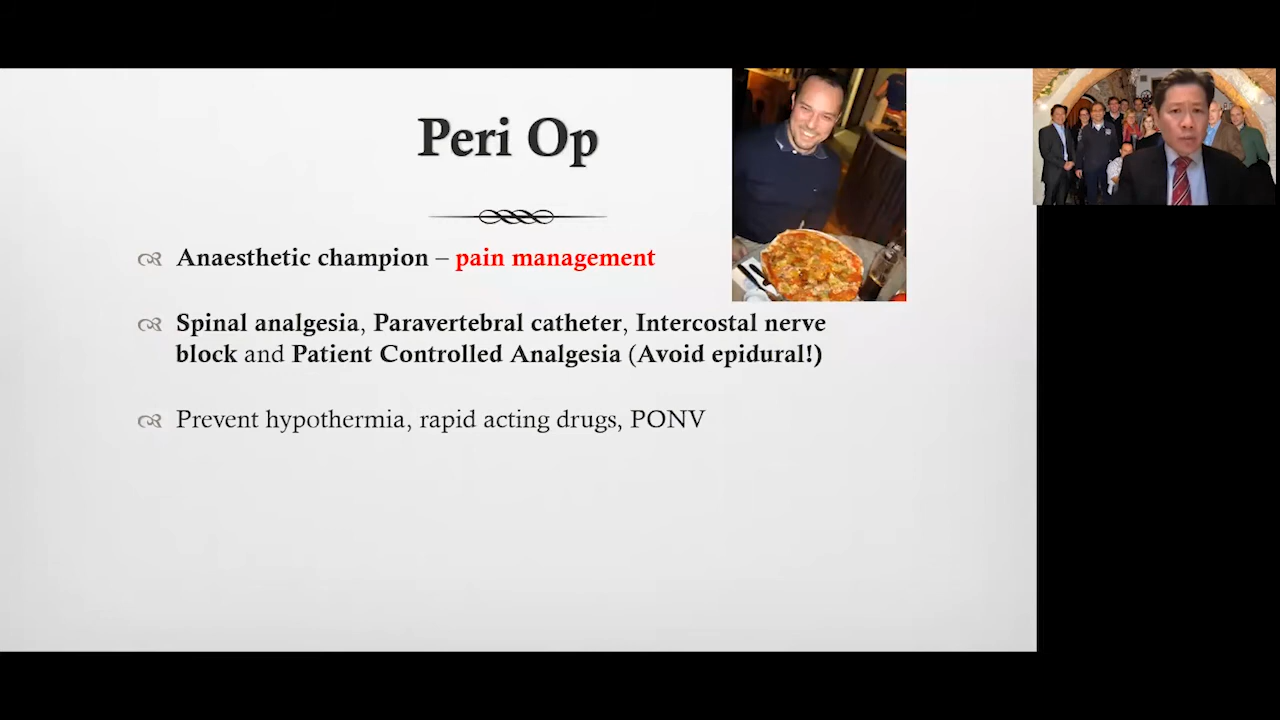 Peri Op
Anaesthetic champion – pain management
Spinal analgesia, Paravertebral catheter, Intercostal nerve
block and Patient Controlled Analgesia (Avoid epidural!)
Prevent hypothermia, rapid acting drugs, PONV